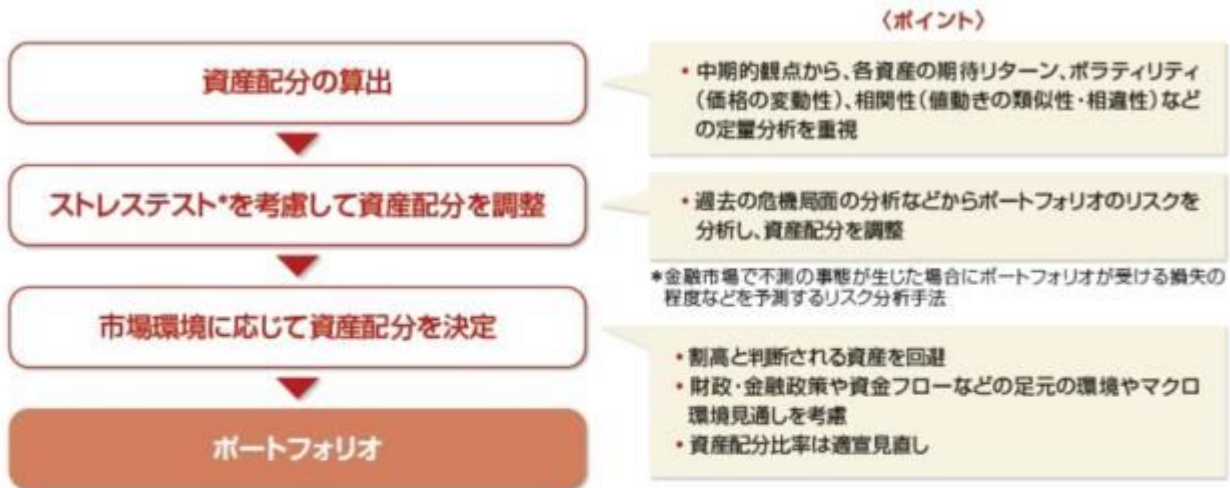 〈ポイント〉
資産配分の算出
• 中期的観点から、各資産の期待リターン、ボラティリティ
（価格の変動性）、相関性（値動きの類似性・相違性）など
の定量分析を重視
ストレステスト*を考慮して資産配分を調整
• 過去の危機局面の分析などからポートフォリオのリスクを
分析し、資産配分を調整
*金融市場で不測の事態が生じた場合にポートフォリオが受ける損失の
程度などを予測するリスク分析手法
市場環境に応じて資産配分を決定
• 割高と判断される資産を回避
• 財政・金融政策や資金フローなどの足元の環境やマクロ
環境見通しを考慮
• 資産配分比率は適宜見直し
ポートフォリオ